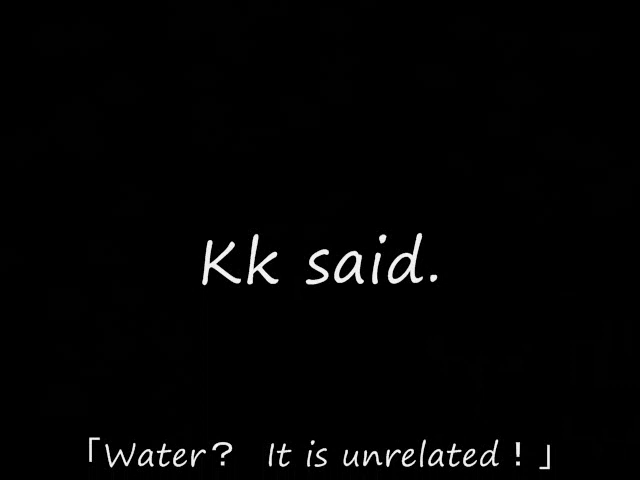 Kk said.
「Water？ It is unrelated！」